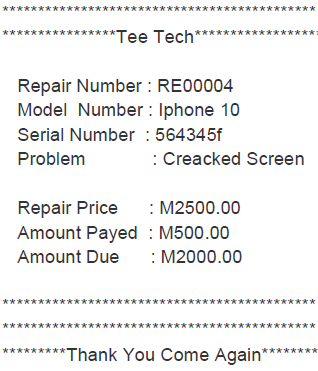 ********************************************
****************Tee Tech******************
Repair Number : RE00004
Model  Number : Iphone 10
Serial Number  : 564345f
Problem             : Creacked Screen
Repair Price      : M2500.00
Amount Payed  : M500.00
Amount Due      : M2000.00
********************************************
********************************************
*********Thank You Come Again********